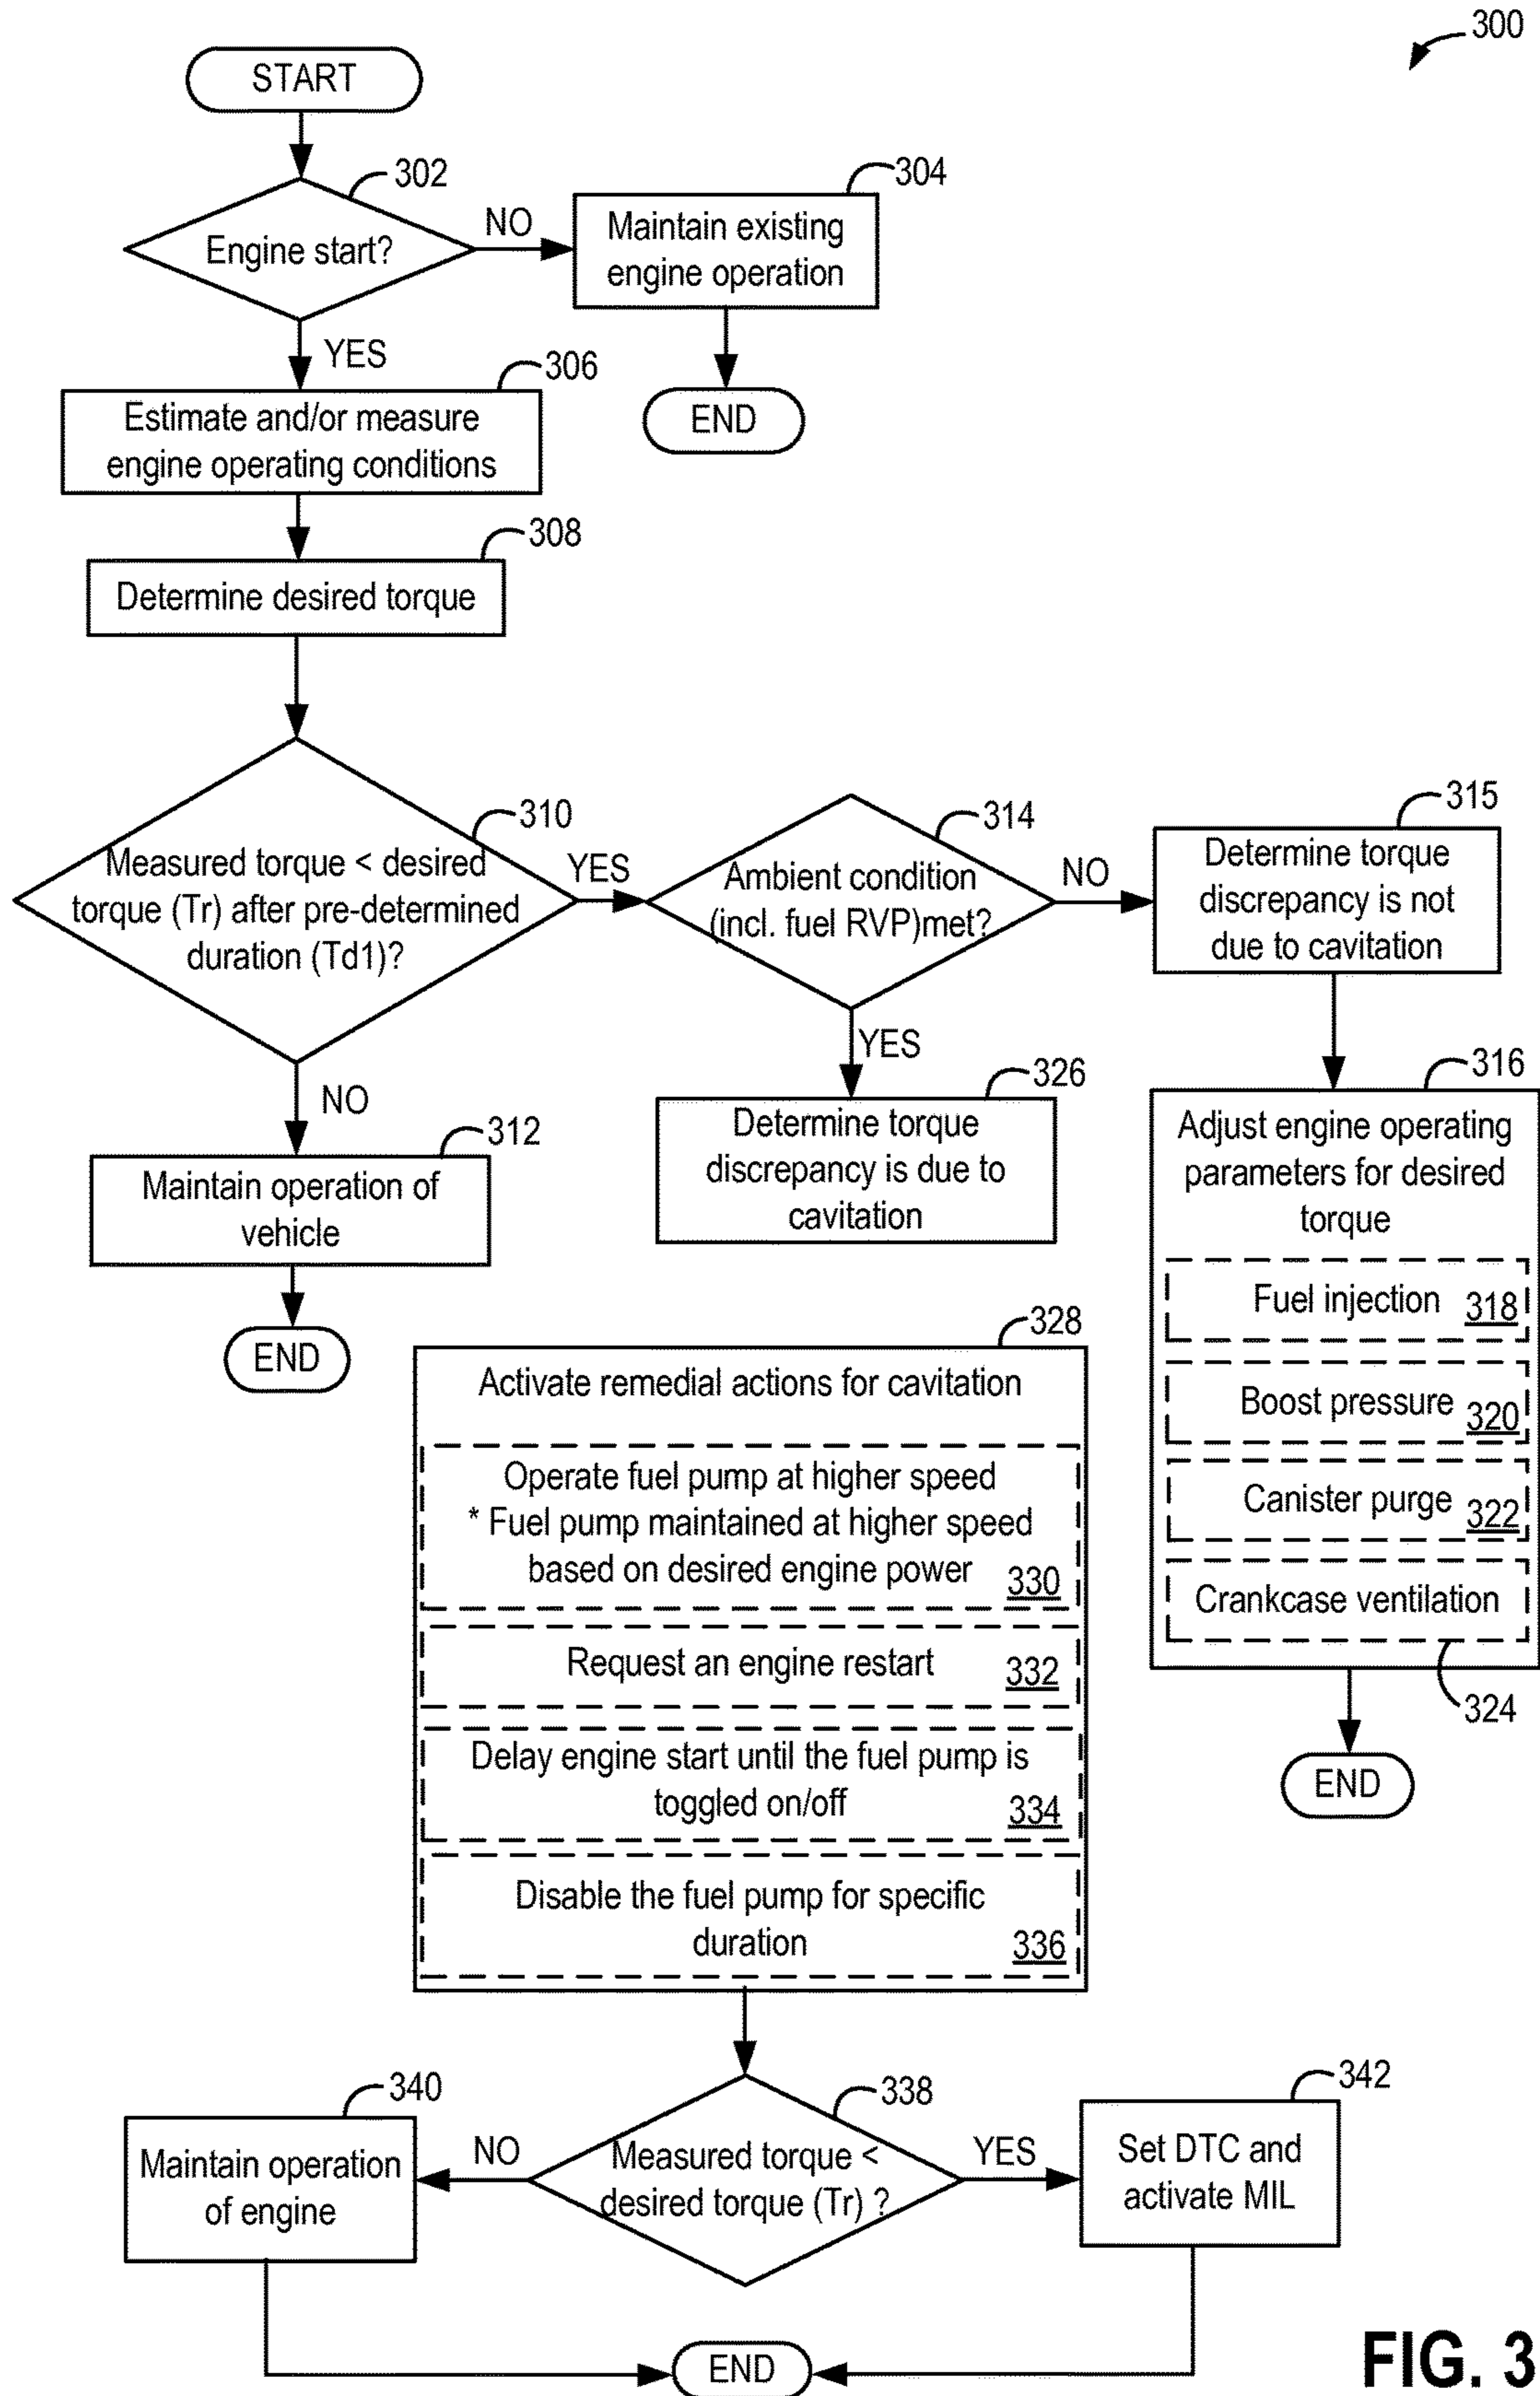 300
START
302
Engine start?
NO
304
Maintain existing
engine operation
END
YES
306
Estimate and/or measure
engine operating conditions
308
Determine desired torque
310
Measured torque < desired
torque (Tr) after pre-determined
duration (Td1)?
YES
314
Ambient condition
(incl. fuel RVP)met?
NO
315
Determine torque
discrepancy is not
due to cavitation
NO
312
Maintain operation of
vehicle
END
YES
326
Determine torque
discrepancy is due to
cavitation
316
Adjust engine operating
parameters for desired
torque
Fuel injection 318
Boost pressure 320
Canister purge 322
Crankcase ventilation
324
END
328
Activate remedial actions for cavitation
Operate fuel pump at higher speed
* Fuel pump maintained at higher speed
based on desired engine power 330
Request an engine restart 332
Delay engine start until the fuel pump is
toggled on/off 334
Disable the fuel pump for specific
duration 336
338
Measured torque <
desired torque (Tr) ?
NO
340
Maintain operation
of engine
YES
342
Set DTC and
activate MIL
END
FIG. 3